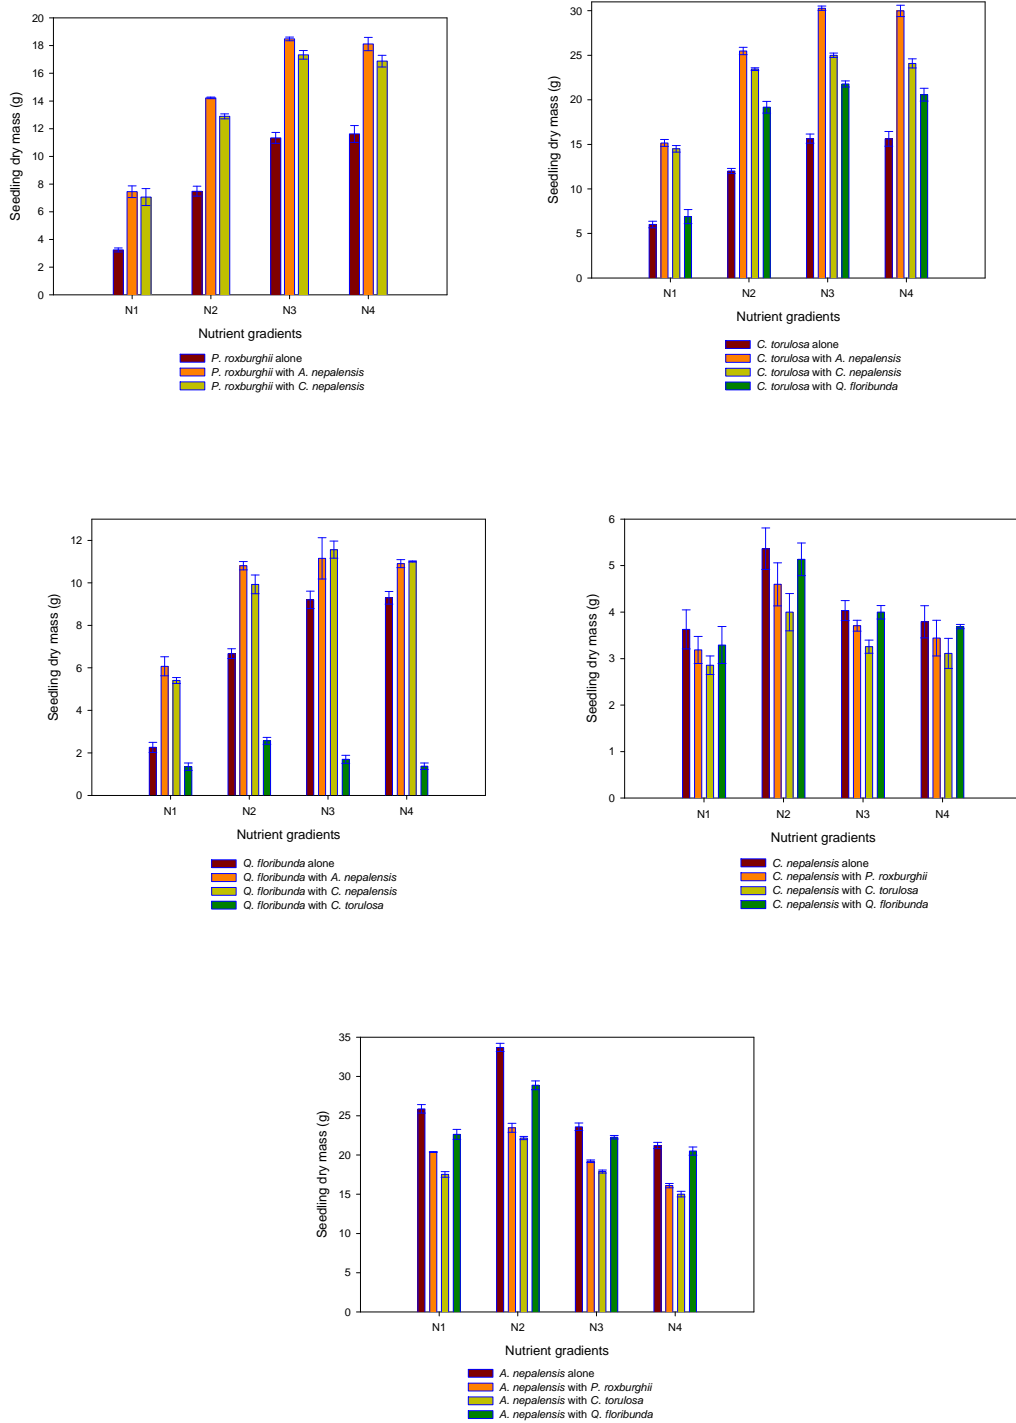 20
18
16
14
12
10
8
6
4
2
0
Seedling dry mass (g)
N1 N2 N3 N4
Nutrient gradients
P. roxburghii alone
P. roxburghii with A. nepalensis
P. roxburghii with C. nepalensis
30
25
20
15
10
5
0
Seedling dry mass (g)
N1 N2 N3 N4
Nutrient gradients
C. torulosa alone
C. torulosa with A. nepalensis
C. torulosa with C. nepalensis
C. torulosa with Q. floribunda
12
10
8
6
4
2
0
Seedling dry mass (g)
N1 N2 N3 N4
Nutrient gradients
Q. floribunda alone
Q. floribunda with A. nepalensis
Q. floribunda with C. nepalensis
Q. floribunda with C. torulosa
6
5
4
3
2
1
0
Seedling dry mass (g)
N1 N2 N3 N4
Nutrient gradients
C. nepalensis alone
C. nepalensis with P. roxburghii
C. nepalensis with C. torulosa
C. nepalensis with Q. floribunda
35
30
25
20
15
10
5
0
Seedling dry mass (g)
N1 N2 N3 N4
Nutrient gradients
A. nepalensis alone
A. nepalensis with P. roxburghii
A. nepalensis with C. torulosa
A. nepalensis with Q. floribunda